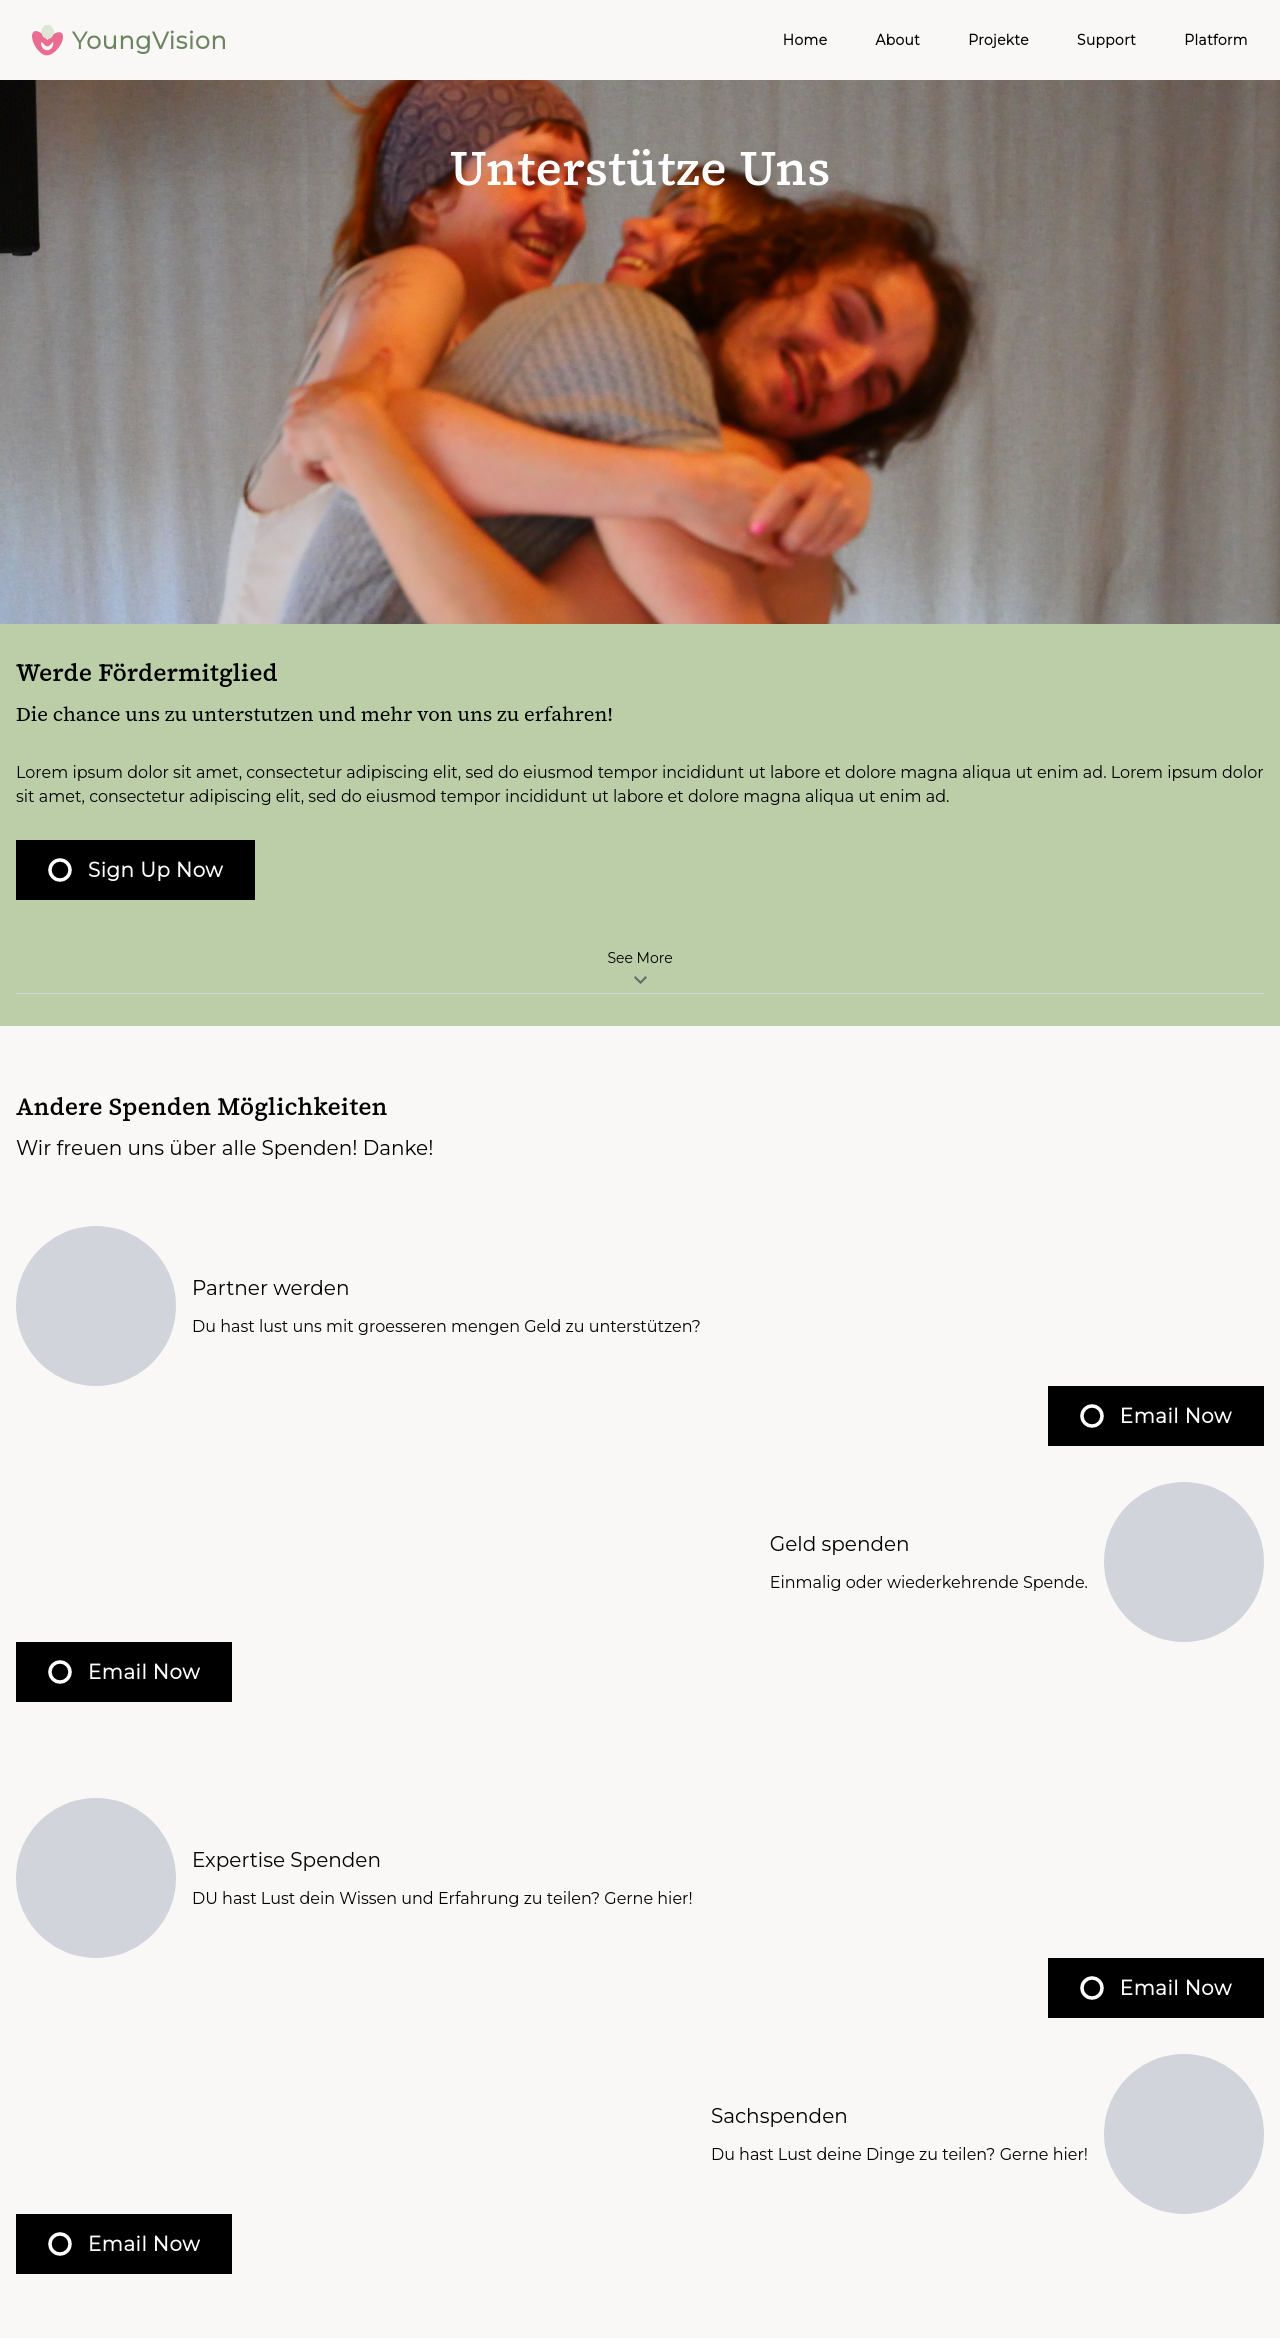 YoungVision
Home
About
Projekte
Support
Platform
Unterstütze Uns
Werde Fördermitglied
Die chance uns zu unterstutzen und mehr von uns zu erfahren!
Lorem ipsum dolor sit amet, consectetur adipiscing elit, sed do eiusmod tempor incididunt ut labore et dolore magna aliqua ut enim ad. Lorem ipsum dolor
sit amet, consectetur adipiscing elit, sed do eiusmod tempor incididunt ut labore et dolore magna aliqua ut enim ad.
Sign Up Now
See More
Andere Spenden Möglichkeiten
Wir freuen uns über alle Spenden! Danke!
Partner werden
Du hast lust uns mit groesseren mengen Geld zu unterstützen?
Email Now
Geld spenden
Einmalig oder wiederkehrende Spende.
Email Now
Expertise Spenden
DU hast Lust dein Wissen und Erfahrung zu teilen? Gerne hier!
Email Now
Sachspenden
Du hast Lust deine Dinge zu teilen? Gerne hier!
Email Now